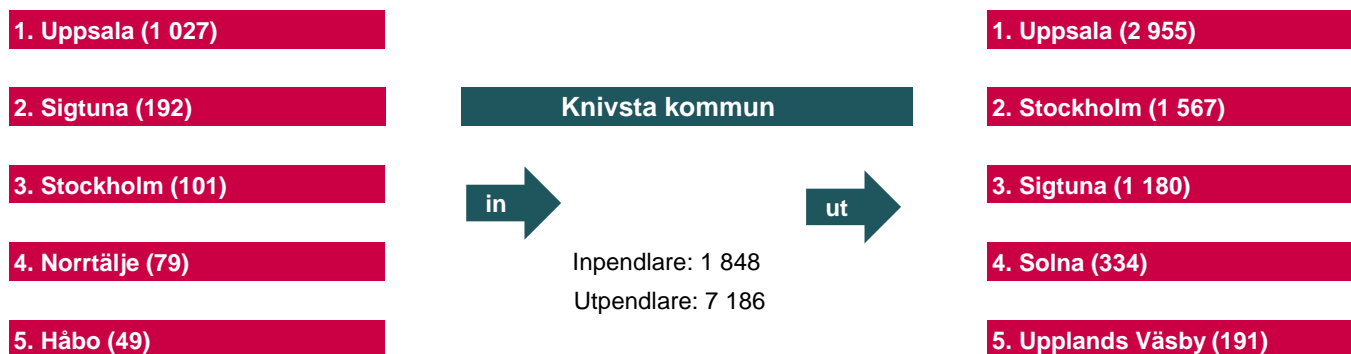 1. Uppsala (1 027)
2. Sigtuna (192)
3. Stockholm (101)
4. Norrtälje (79)
5. Håbo (49)
Knivsta kommun
in
ut
Inpendlare: 1 848
Utpendlare: 7 186
1. Uppsala (2 955)
2. Stockholm (1 567)
3. Sigtuna (1 180)
4. Solna (334)
5. Upplands Väsby (191)